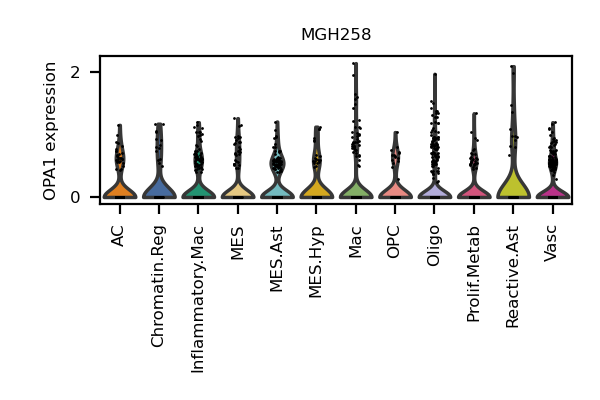 MGH258
OPA1 expression
2
0
AC
Chromatin.Reg
Inflammatory.Mac
MES
MES.Ast
MES.Hyp
Mac
OPC
Oligo
Prolif.Metab
Reactive.Ast
Vasc